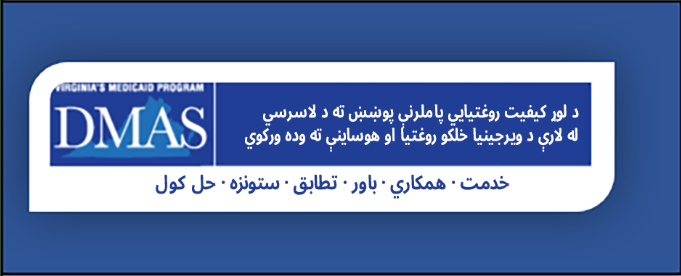 VIRGINIA'S MEDICAID PROGRAM
DMAS
د لوړ کیفیت روغتیایي پاملرنې پوښښ ته د لاسرسي
له لارې د ویرجینیا خلکو روغتیا او هوساینې ته وده ورکوي
خدمت · همکاري · باور · تطابق · ستونزه · حل کول